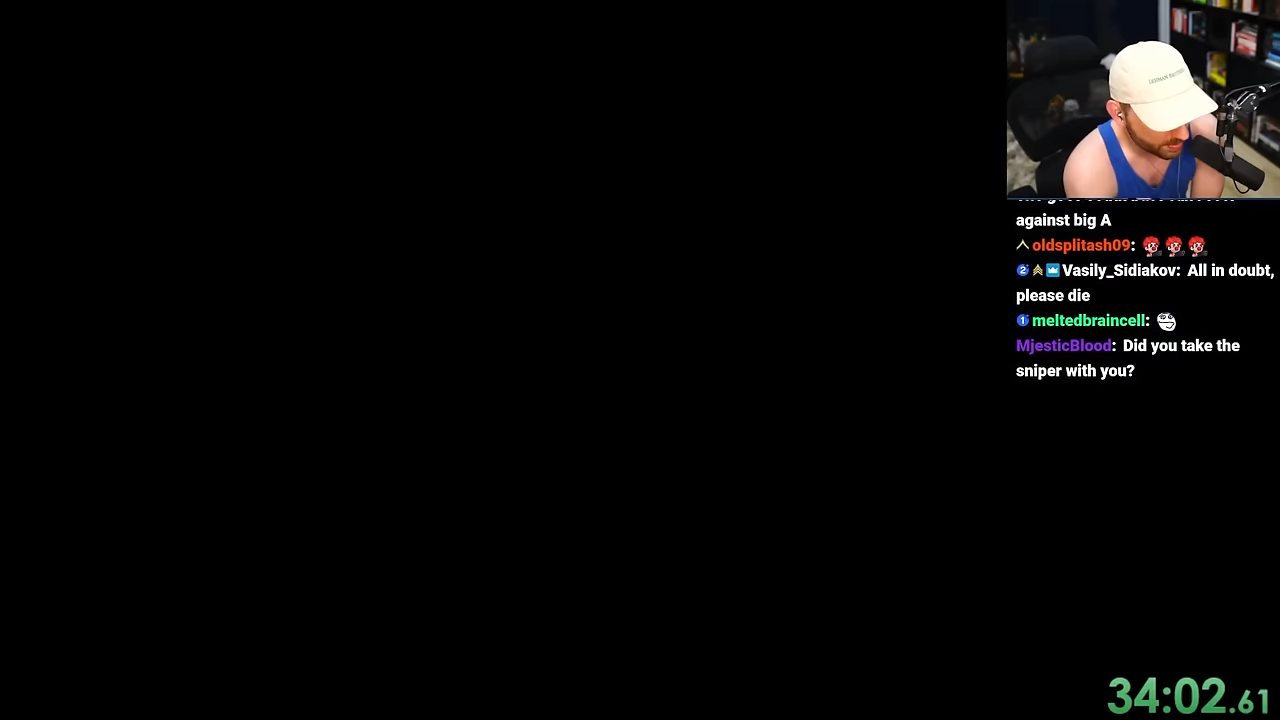 against big A
oldsplitash09:
Vasily_Sidiakov: All in doubt,
please die
meltedbraincell:
MjesticBlood: Did you take the
sniper with you?
34:02.61